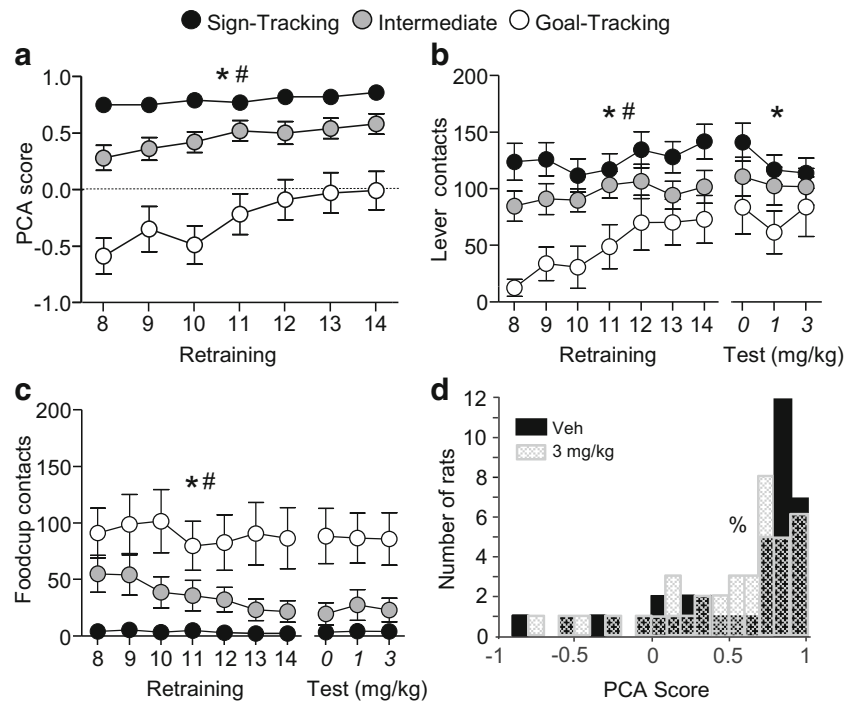 Sign-Tracking Intermediate Goal-Tracking
a
* #
1.0
0.5
0.0
-0.5
-1.0
PCA score
8 9 10 11 12 13 14
Retraining
b
* # *
200
150
100
50
0
Lever contacts
8 9 10 11 12 13 14 0 1 3
Retraining Test (mg/kg)
c
* #
200
150
100
50
0
Foodcup contacts
8 9 10 11 12 13 14 0 1 3
Retraining Test (mg/kg)
d
Veh
3 mg/kg
%
12
10
8
6
4
2
0
Number of rats
-1 -0.5 0 0.5 1
PCA Score